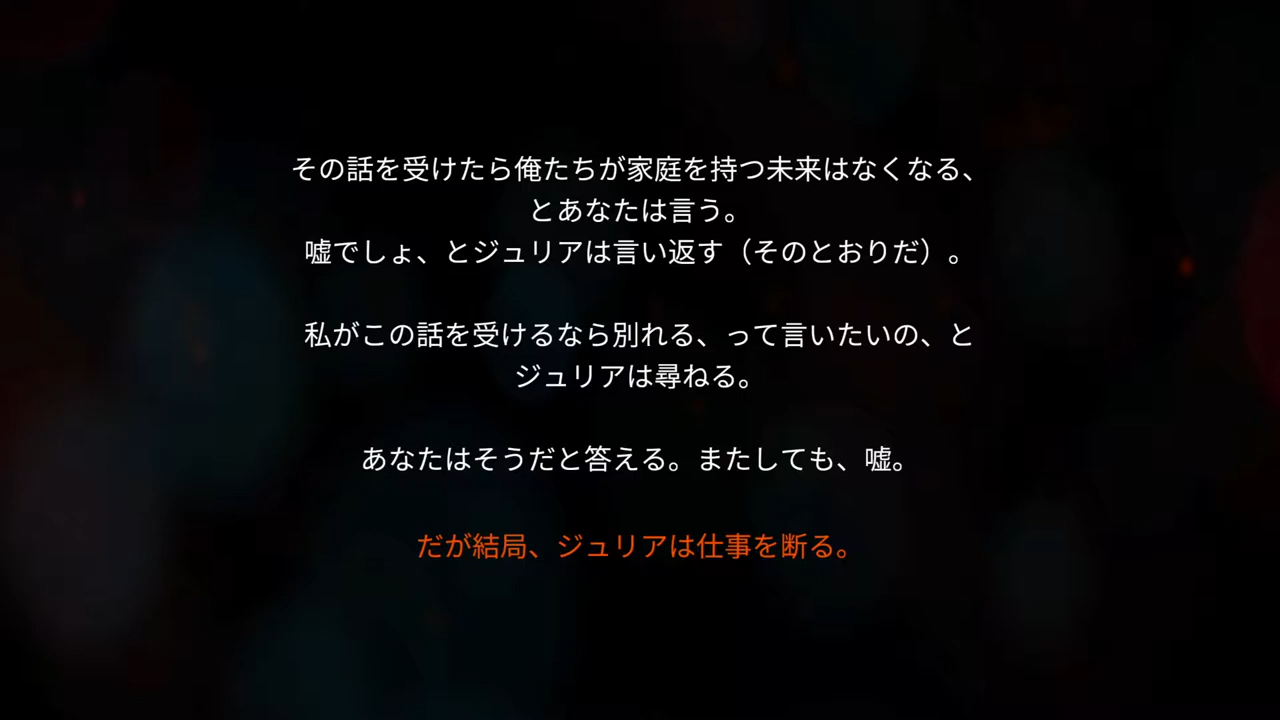 その話を受けたら俺たちが家庭を持つ未来はなくなる、
とあなたは言う。
嘘でしょ、とジュリアは言い返す（そのとおりだ）。
私がこの話を受けるなら別れる、って言いたいの、と
ジュリアは尋ねる。
あなたはそうだと答える。またしても、嘘。
だが結局、ジュリアは仕事を断る。